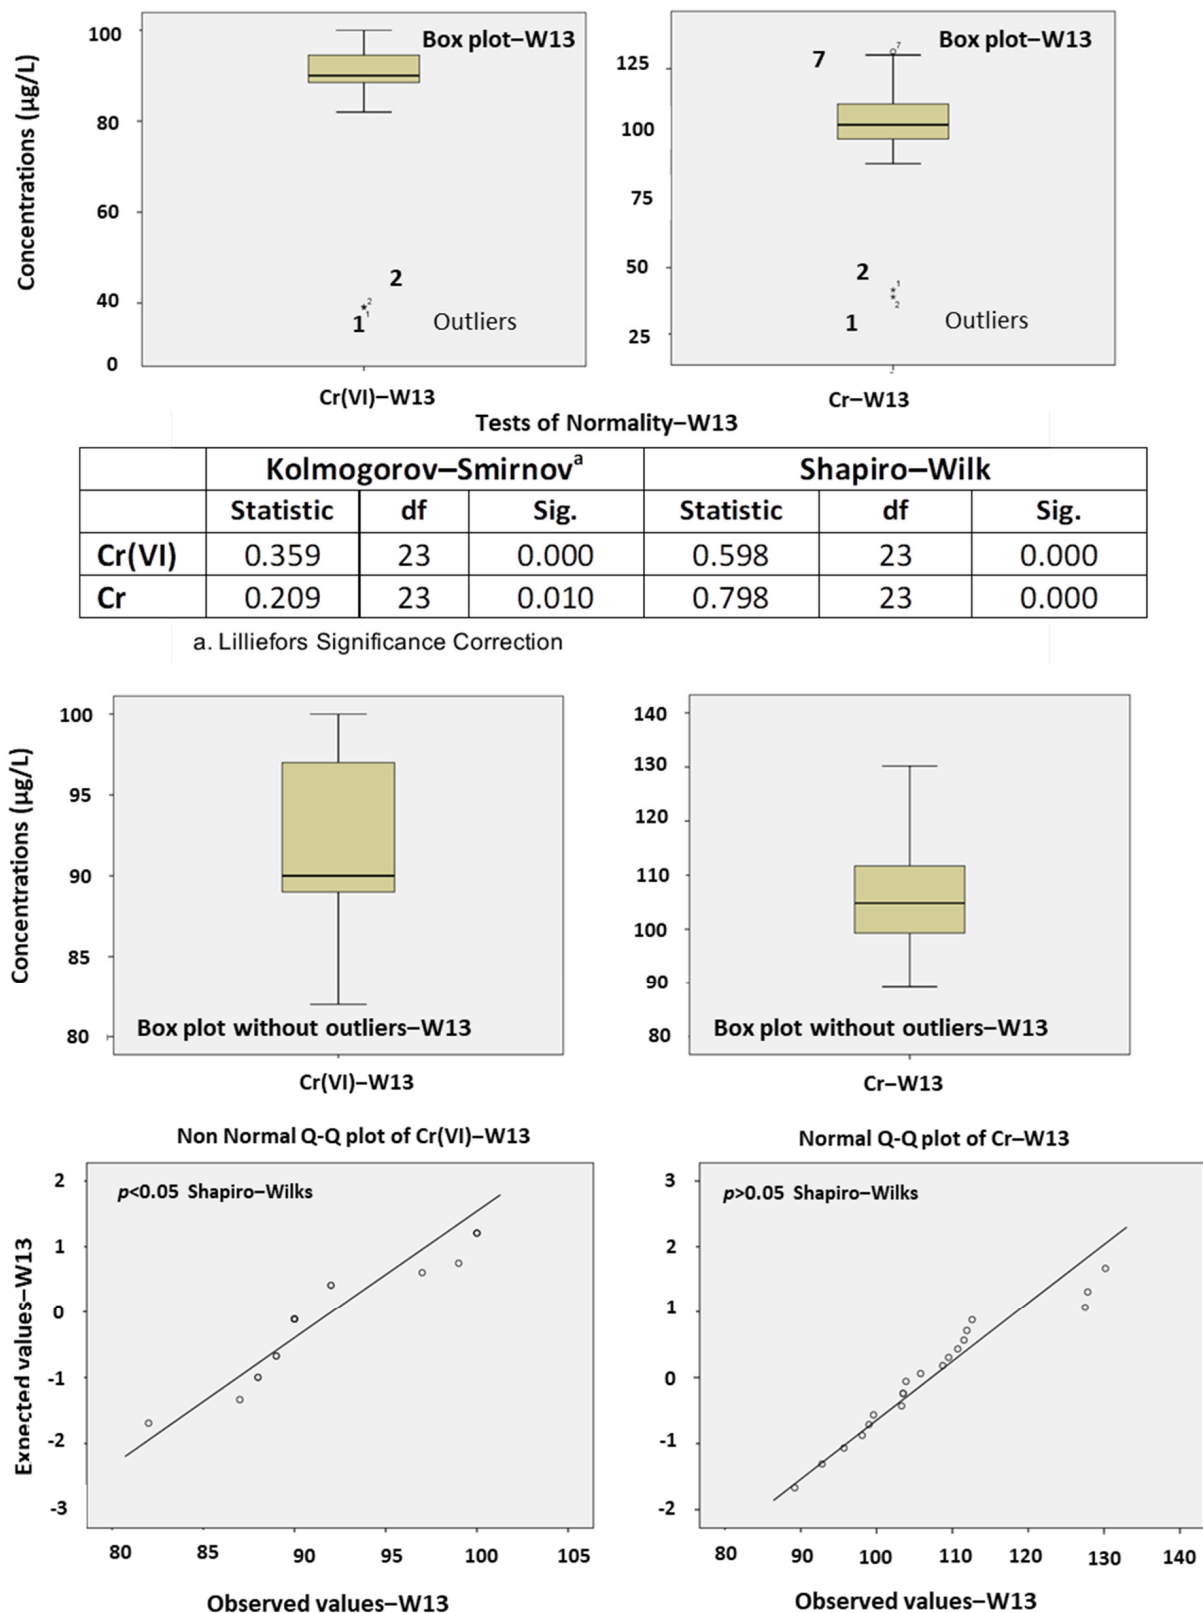 Box plot–W13
Concentrations (µg/L)
100
80
60
40
0
2
2
1
1
Outliers
Cr(VI)–W13
Box plot–W13
125
100
75
50
25
7
7
2
1
2
1
Outliers
Cr–W13
Tests of Normality–W13
Kolmogorov–Smirnovᵃ Shapiro–Wilk
Statistic df Sig. Statistic df Sig.
Cr(VI) 0.359 23 0.000 0.598 23 0.000
Cr 0.209 23 0.010 0.798 23 0.000
a. Lilliefors Significance Correction
Concentrations (µg/L)
100
95
90
85
80
Box plot without outliers–W13
Cr(VI)–W13
140
130
120
110
100
90
80
Box plot without outliers–W13
Cr–W13
Non Normal Q-Q plot of Cr(VI)–W13
p<0.05 Shapiro–Wilks
Expected values–W13
2
1
0
-1
-2
-3
80 85 90 95 100 105
Observed values–W13
Normal Q-Q plot of Cr–W13
p>0.05 Shapiro–Wilks
3
2
1
0
-1
-2
80 90 100 110 120 130 140
Observed values–W13